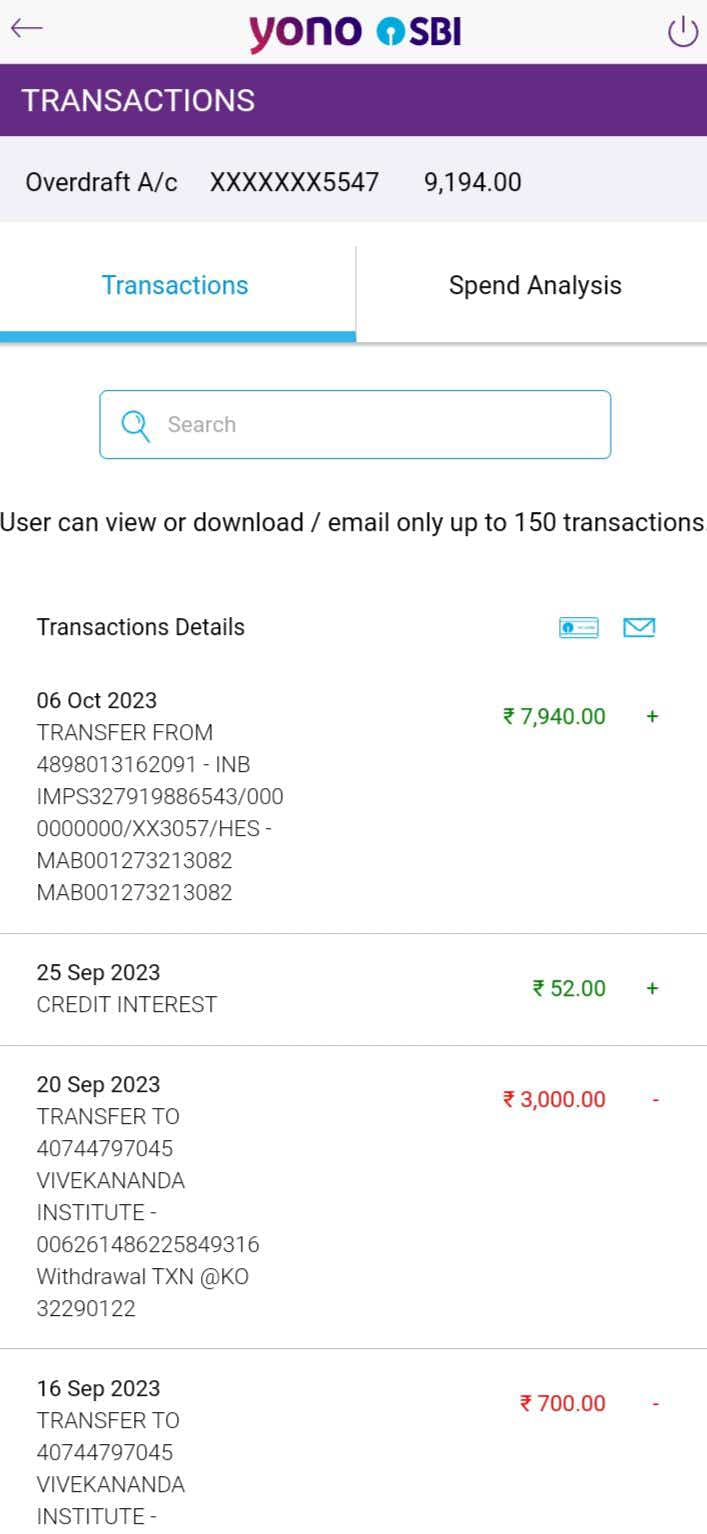 yono SBI
TRANSACTIONS
Overdraft A/c XXXXXXX5547 9,194.00
Transactions Spend Analysis
Search
User can view or download / email only up to 150 transactions.
Transactions Details
06 Oct 2023
₹ 7,940.00 +
TRANSFER FROM
4898013162091 - INB
IMPS327919886543/000
0000000/XX3057/HES -
MAB001273213082
MAB001273213082
25 Sep 2023
₹ 52.00 +
CREDIT INTEREST
20 Sep 2023
₹ 3,000.00 -
TRANSFER TO
40744797045
VIVEKANANDA
INSTITUTE -
006261486225849316
Withdrawal TXN @KO
32290122
16 Sep 2023
₹ 700.00 -
TRANSFER TO
40744797045
VIVEKANANDA
INSTITUTE -